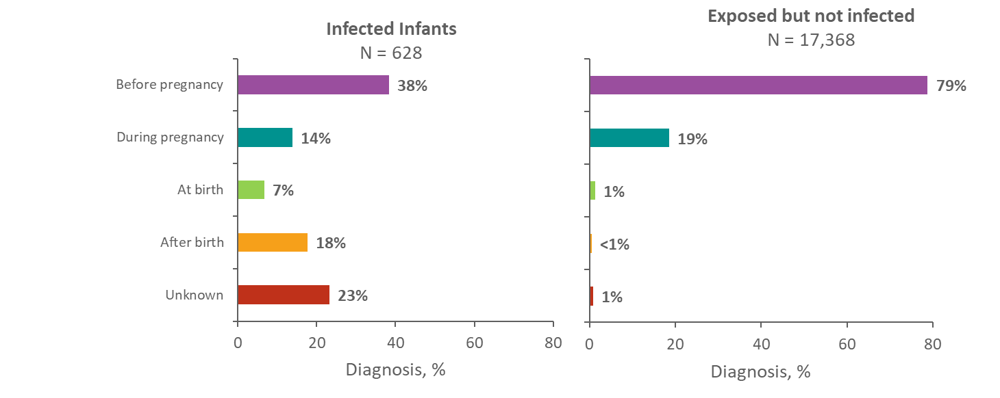 Infected Infants
N = 628
Before pregnancy
38%
During pregnancy
14%
At birth
7%
After birth
18%
Unknown
23%
0 20 40 60 80
Diagnosis, %
Exposed but not infected
N = 17,368
79%
19%
1%
<1%
1%
0 20 40 60 80
Diagnosis, %